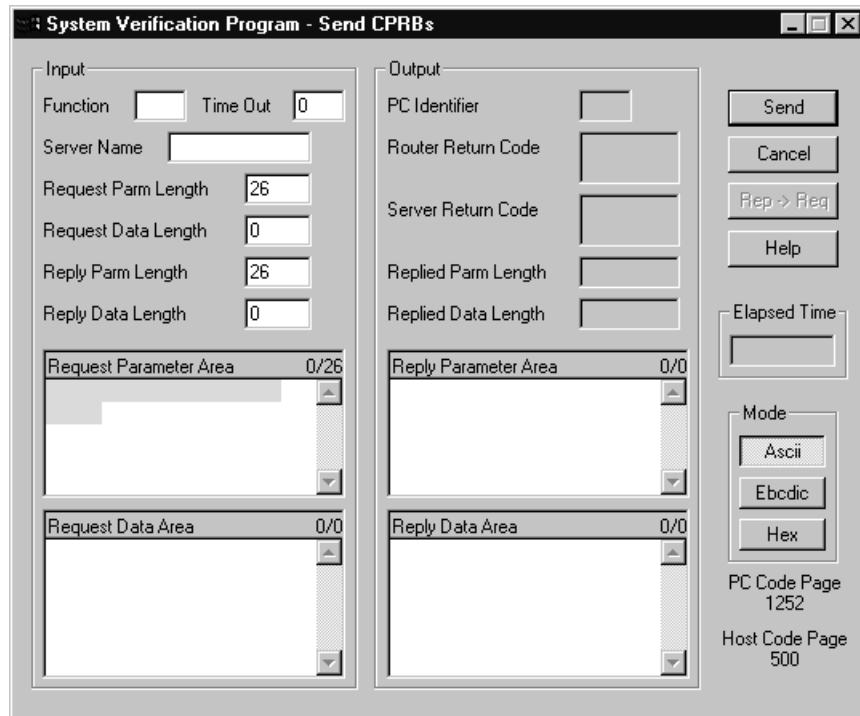 System Verification Program - Send CPRBs
Input
Function
Time Out 0
Server Name
Request Parm Length 26
Request Data Length 0
Reply Parm Length 26
Reply Data Length 0
Request Parameter Area 0/26
Request Data Area 0/0
Output
PC Identifier
Router Return Code
Server Return Code
Replied Parm Length
Replied Data Length
Reply Parameter Area 0/0
Reply Data Area 0/0
Send
Cancel
Rep -> Req
Help
Elapsed Time
Mode
Ascii
Ebcdic
Hex
PC Code Page
1252
Host Code Page
500